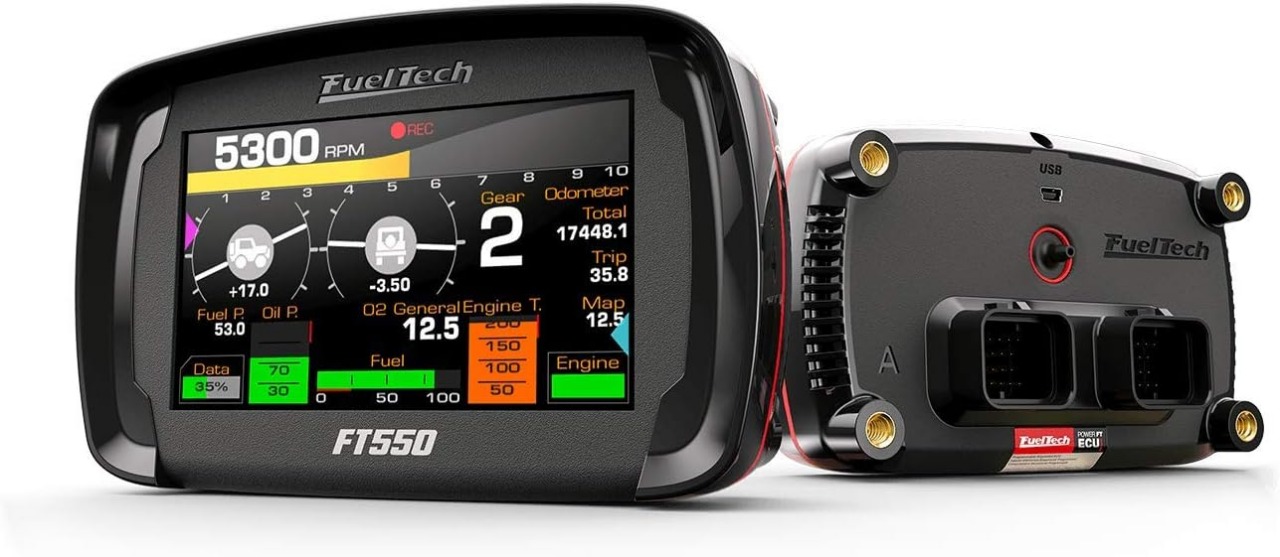 FuelTech
5300 RPM
REC
1 2 3 4 5 6 7 8 9 10
Gear
2
Odometer
Total
17448.1
Trip
35.8
Map
12.5
+17.0
-3.50
Fuel P.
53.0
Oil P.
70
30
O2 General
12.5
Engine T.
200
150
100
50
Data
35%
Fuel
0 50 100
Engine
FT550
USB
FuelTech
A
FuelTech
POWER FT
ECU